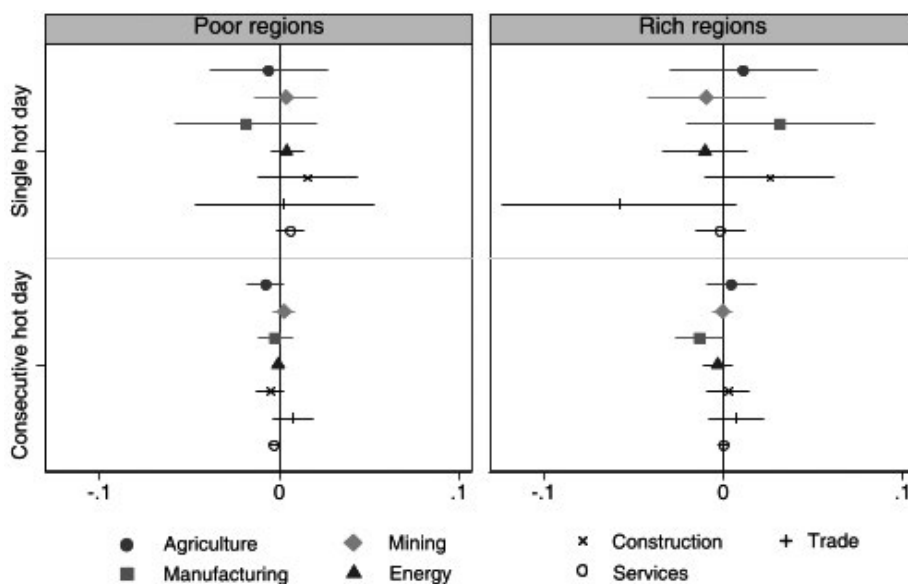 Poor regions
Rich regions
Single hot day
Consecutive hot day
-.1 0 .1
-.1 0 .1
Agriculture Mining Construction Trade
Manufacturing Energy Services